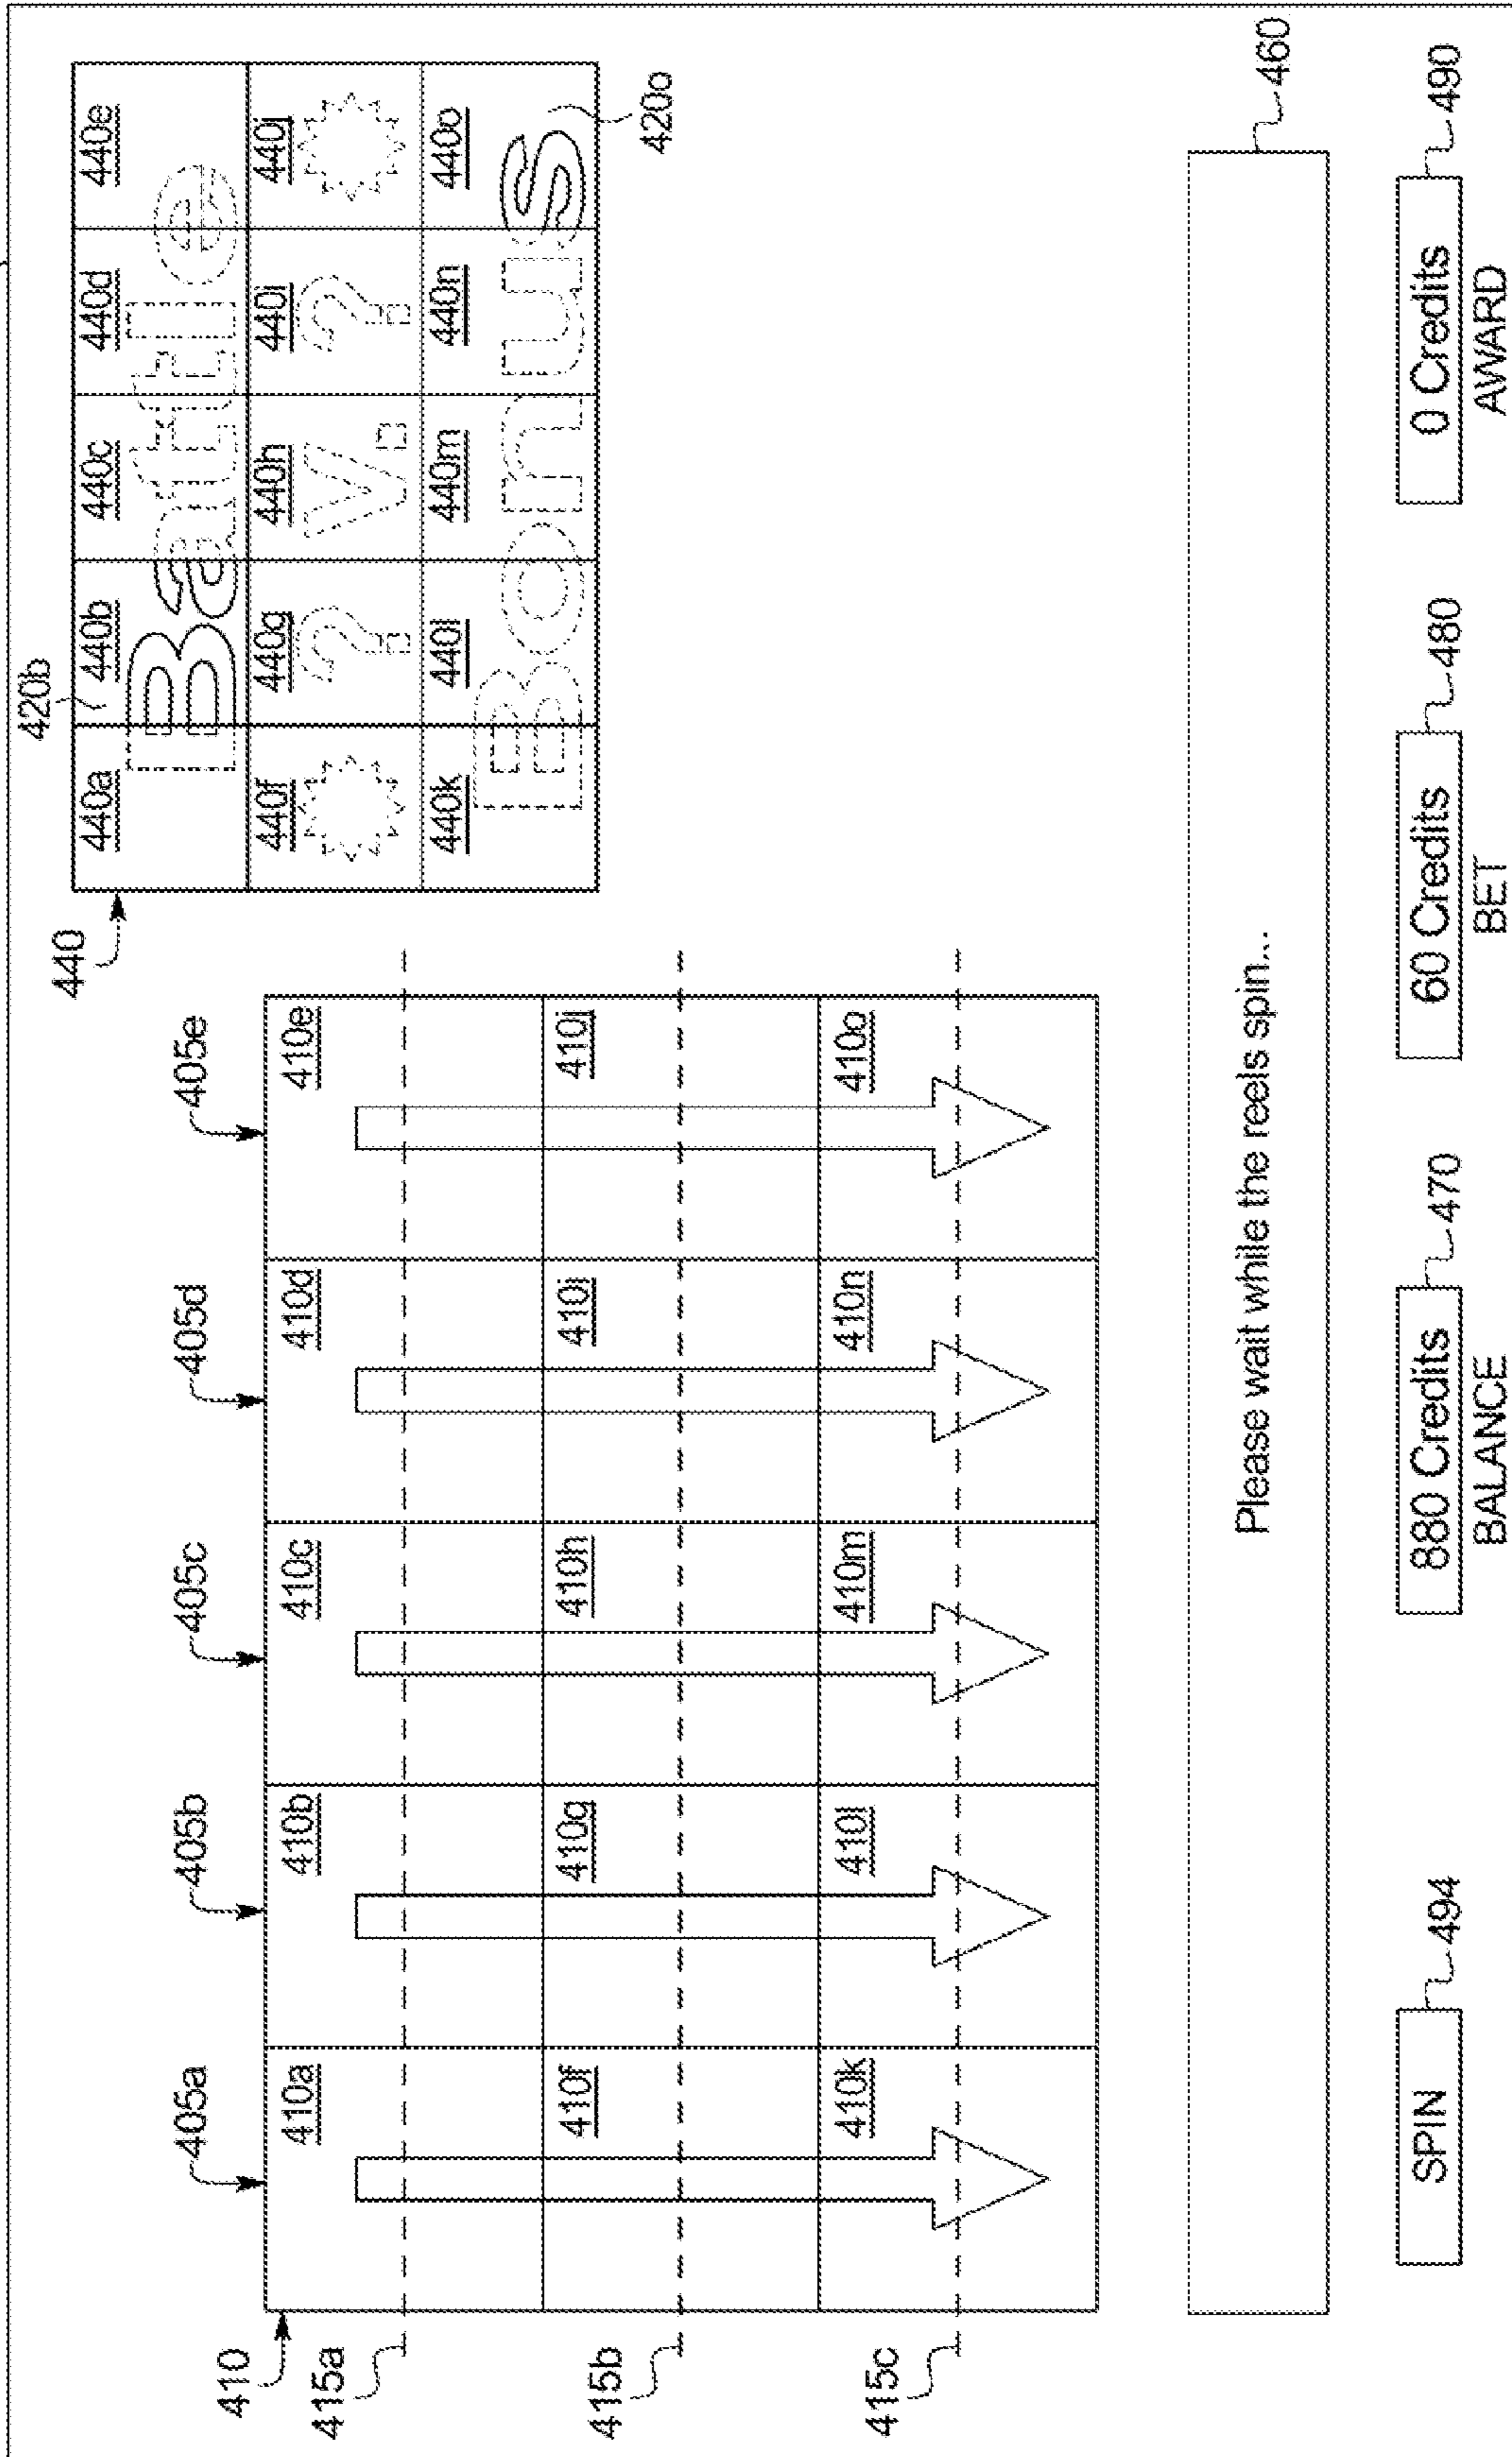 405a 405b 405c 405d 405e
410
410a 410b 410c 410d 410e
415a
410f 410g 410h 410i 410j
415b
410k 410l 410m 410n 410o
415c
420b
440
440a 440b 440c 440d 440e
Battle
440f 440g 440h 440i 440j
? V. ?
440k 440l 440m 440n 440o
Bonus
420o
Please wait while the reels spin...
460
SPIN 494
880 Credits 470
BALANCE
60 Credits 480
BET
0 Credits 490
AWARD